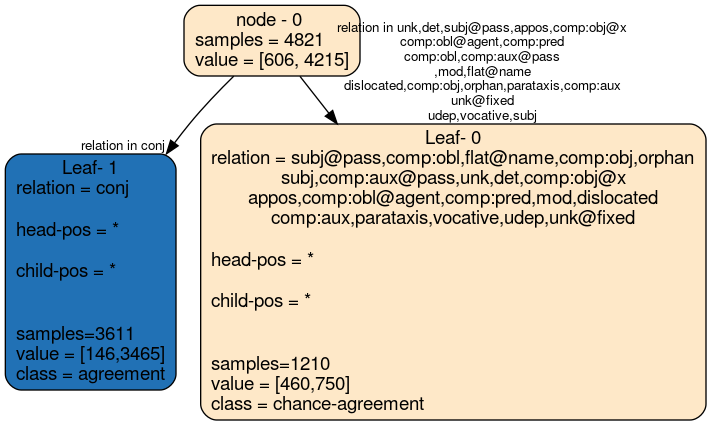 node - 0
samples = 4821
value = [606, 4215]
relation in unk,det,subj@pass,appos,comp:obj@x
comp:obl@agent,comp:pred
comp:obl,comp:aux@pass
,mod,flat@name
dislocated,comp:obj,orphan,parataxis,comp:aux
unk@fixed
udep,vocative,subj
relation in conj
Leaf- 1
relation = conj
head-pos = *
child-pos = *
samples=3611
value = [146,3465]
class = agreement
Leaf- 0
relation = subj@pass,comp:obl,flat@name,comp:obj,orphan
subj,comp:aux@pass,unk,det,comp:obj@x
appos,comp:obl@agent,comp:pred,mod,dislocated
comp:aux,parataxis,vocative,udep,unk@fixed
head-pos = *
child-pos = *
samples=1210
value = [460,750]
class = chance-agreement